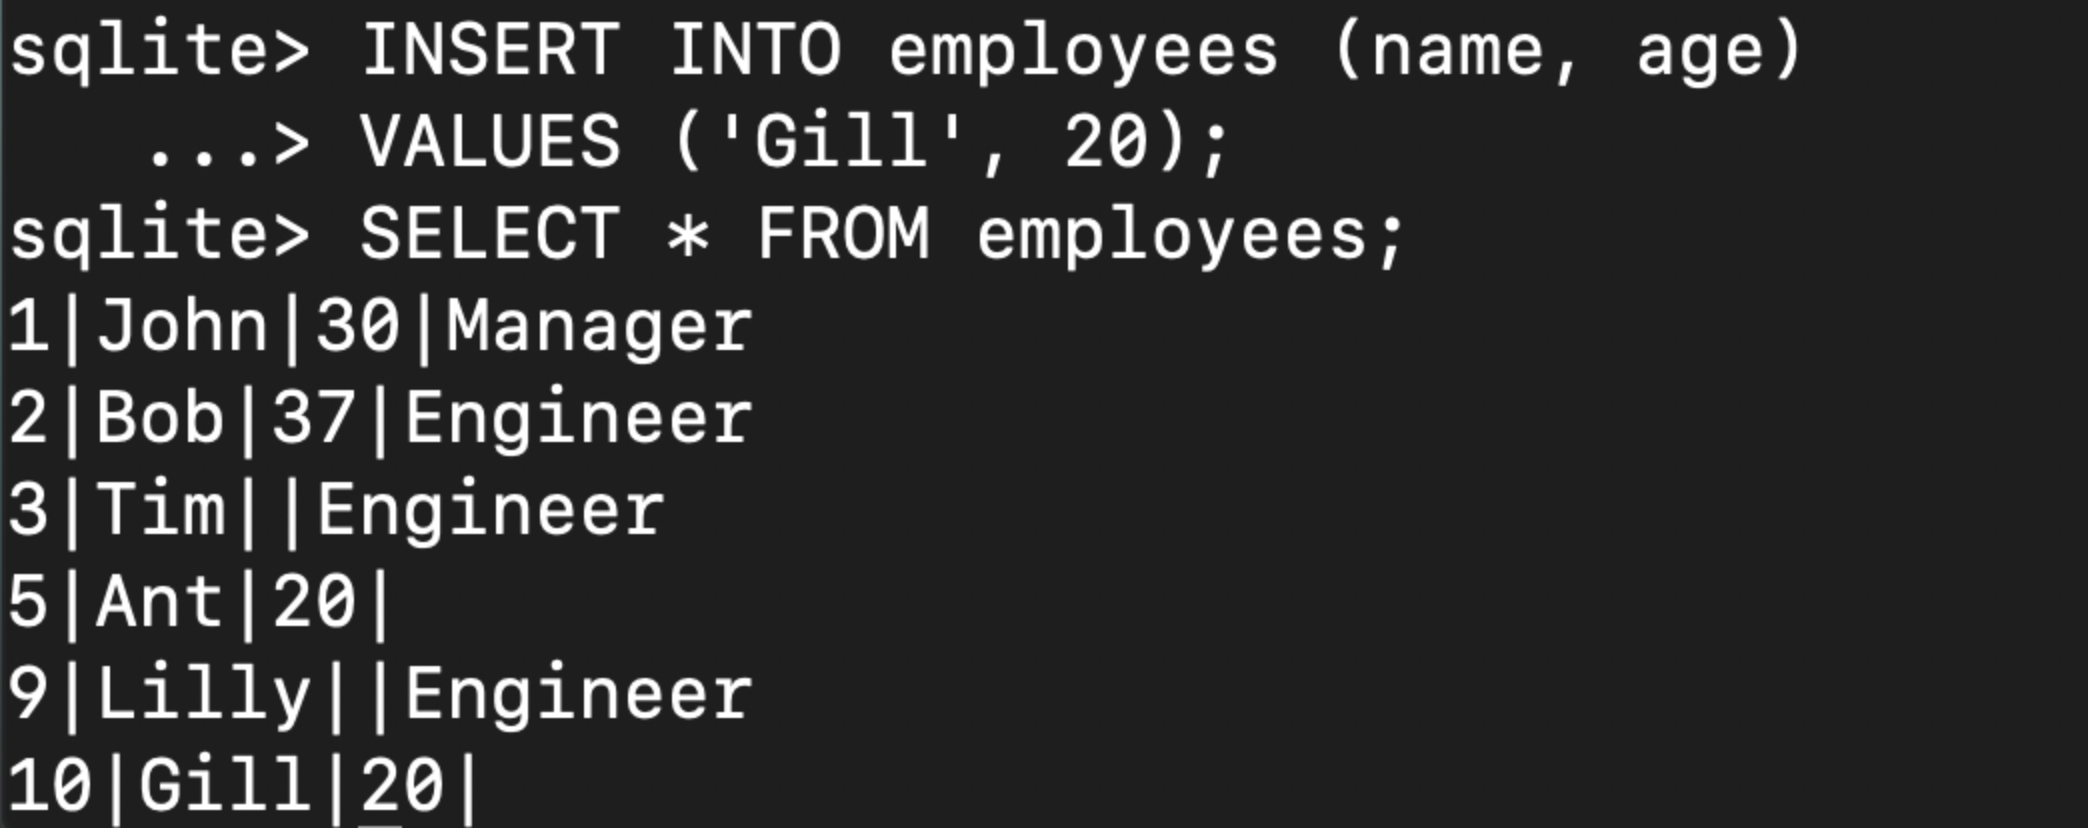 sqlite> INSERT INTO employees (name, age)
   ...> VALUES ('Gill', 20);
sqlite> SELECT * FROM employees;
1|John|30|Manager
2|Bob|37|Engineer
3|Tim||Engineer
5|Ant|20|
9|Lilly||Engineer
10|Gill|20|